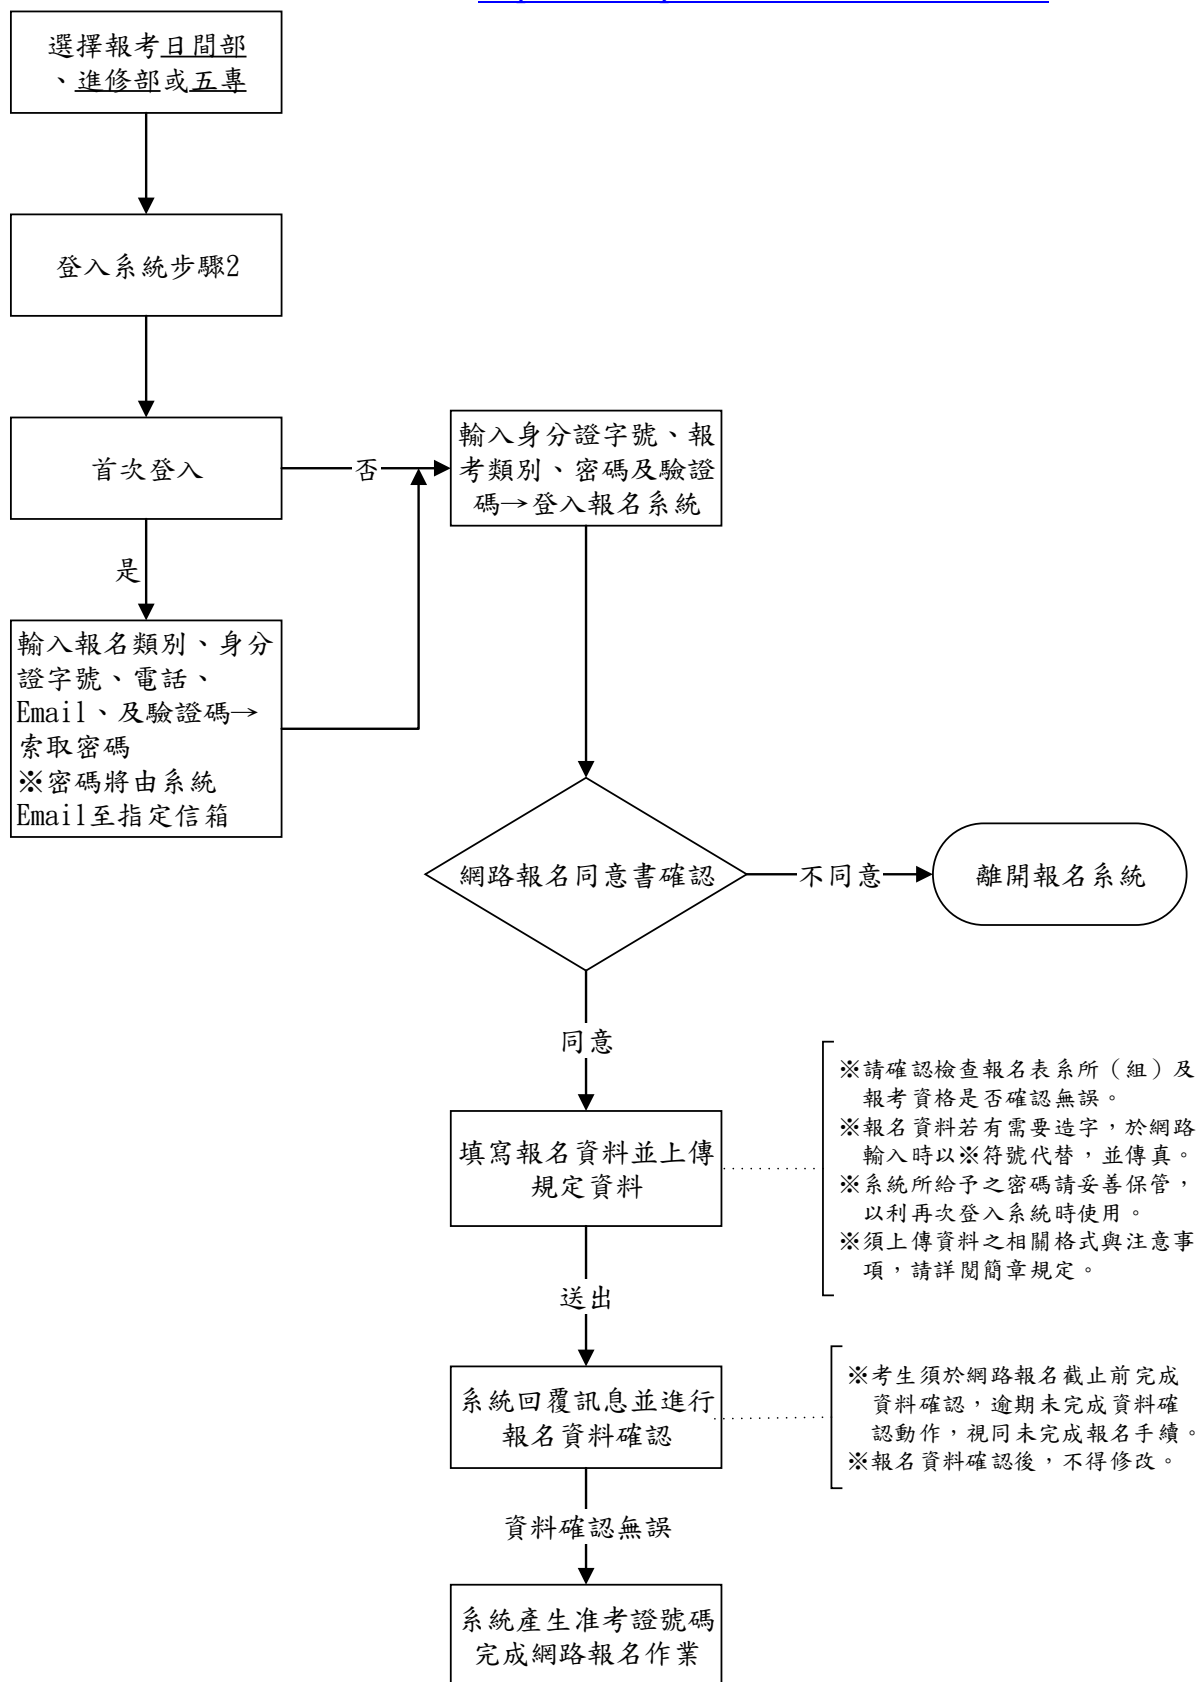 選擇報考日間部
、進修部或五專
登入系統步驟2
首次登入
否
輸入身分證字號、報
考類別、密碼及驗證
碼→登入報名系統
是
輸入報名類別、身分
證字號、電話、
Email、及驗證碼→
索取密碼
※密碼將由系統
Email至指定信箱
網路報名同意書確認
不同意
離開報名系統
同意
填寫報名資料並上傳
規定資料
※請確認檢查報名表系所（組）及
報考資格是否確認無誤。
※報名資料若有需要造字，於網路
輸入時以※符號代替，並傳真。
※系統所給予之密碼請妥善保管，
以利再次登入系統時使用。
※須上傳資料之相關格式與注意事
項，請詳閱簡章規定。
送出
系統回覆訊息並進行
報名資料確認
※考生須於網路報名截止前完成
資料確認，逾期未完成資料確
認動作，視同未完成報名手續。
※報名資料確認後，不得修改。
資料確認無誤
系統產生准考證號碼
完成網路報名作業